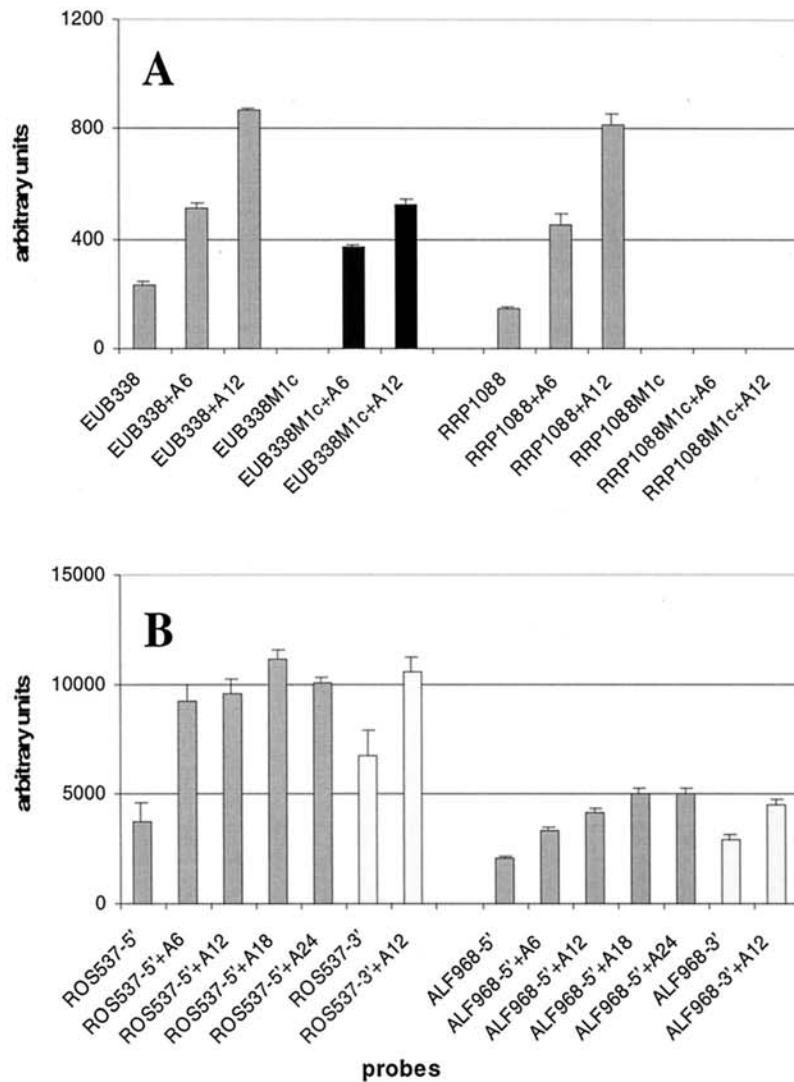 A
1200
800
400
0
arbitrary units
EUB338
EUB338+A6
EUB338+A12
EUB338M1c
EUB338M1c+A6
EUB338M1c+A12
RRP1088
RRP1088+A6
RRP1088+A12
RRP1088M1c
RRP1088M1c+A6
RRP1088M1c+A12
B
15000
10000
5000
0
arbitrary units
ROS537-5'
ROS537-5'+A6
ROS537-5'+A12
ROS537-5'+A18
ROS537-5'+A24
ROS537-3'
ROS537-3'+A12
ALF968-5'
ALF968-5'+A6
ALF968-5'+A12
ALF968-5'+A18
ALF968-5'+A24
ALF968-3'
ALF968-3'+A12
probes